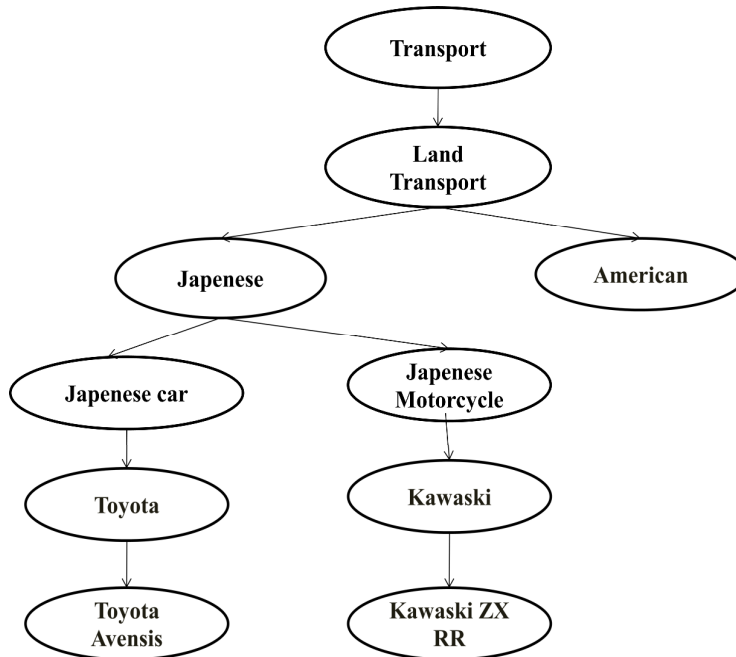 Transport
Land
Transport
Japenese
American
Japenese car
Japenese
Motorcycle
Toyota
Kawaski
Toyota
Avensis
Kawaski ZX
RR